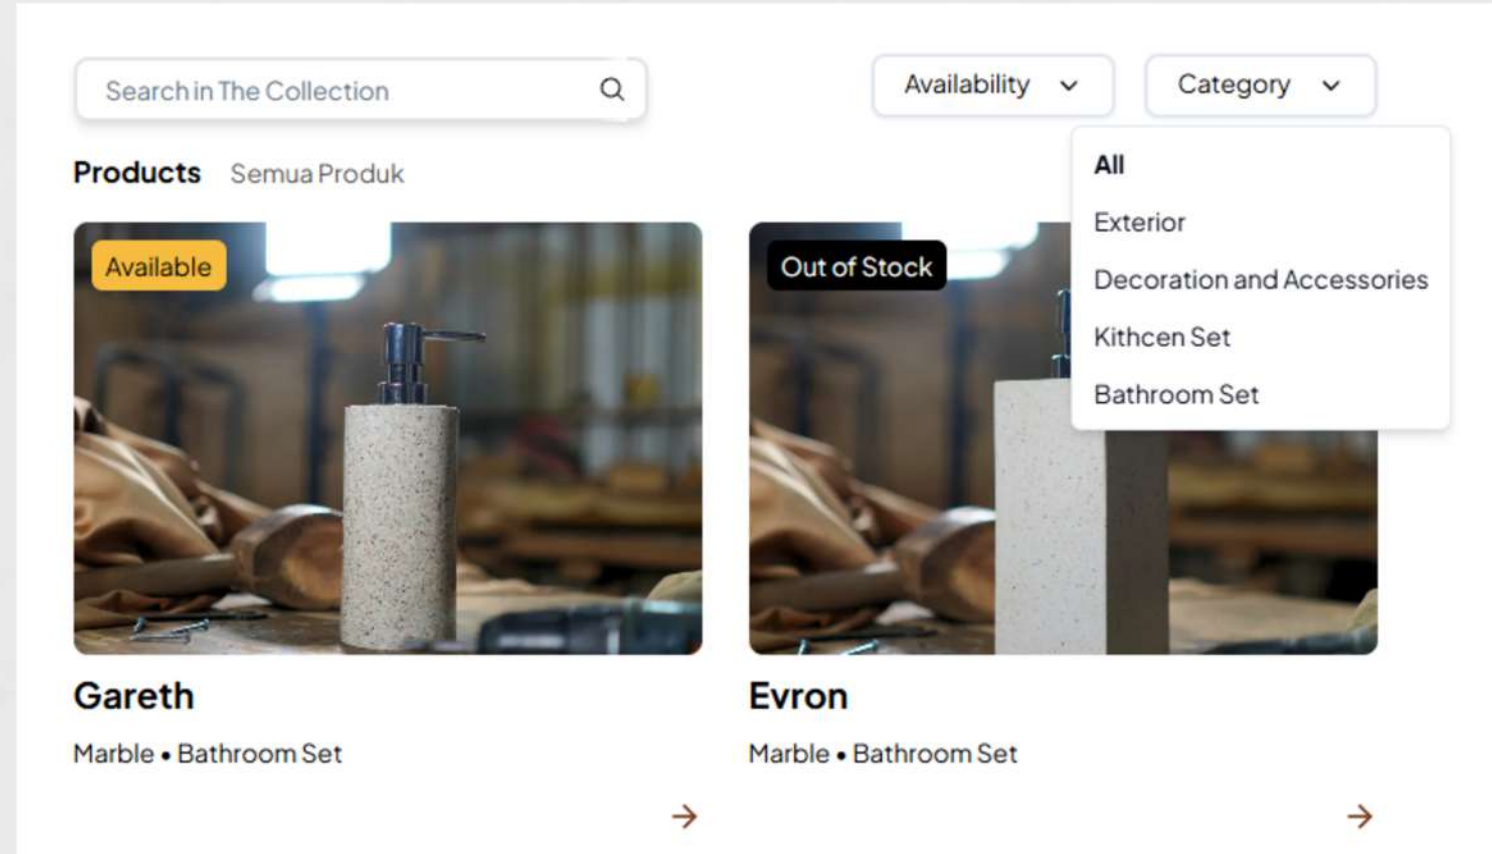 Search in The Collection
Availability
Category
All
Exterior
Decoration and Accessories
Kithcen Set
Bathroom Set
Products Semua Produk
Available
Out of Stock
Gareth
Marble • Bathroom Set
Evron
Marble • Bathroom Set